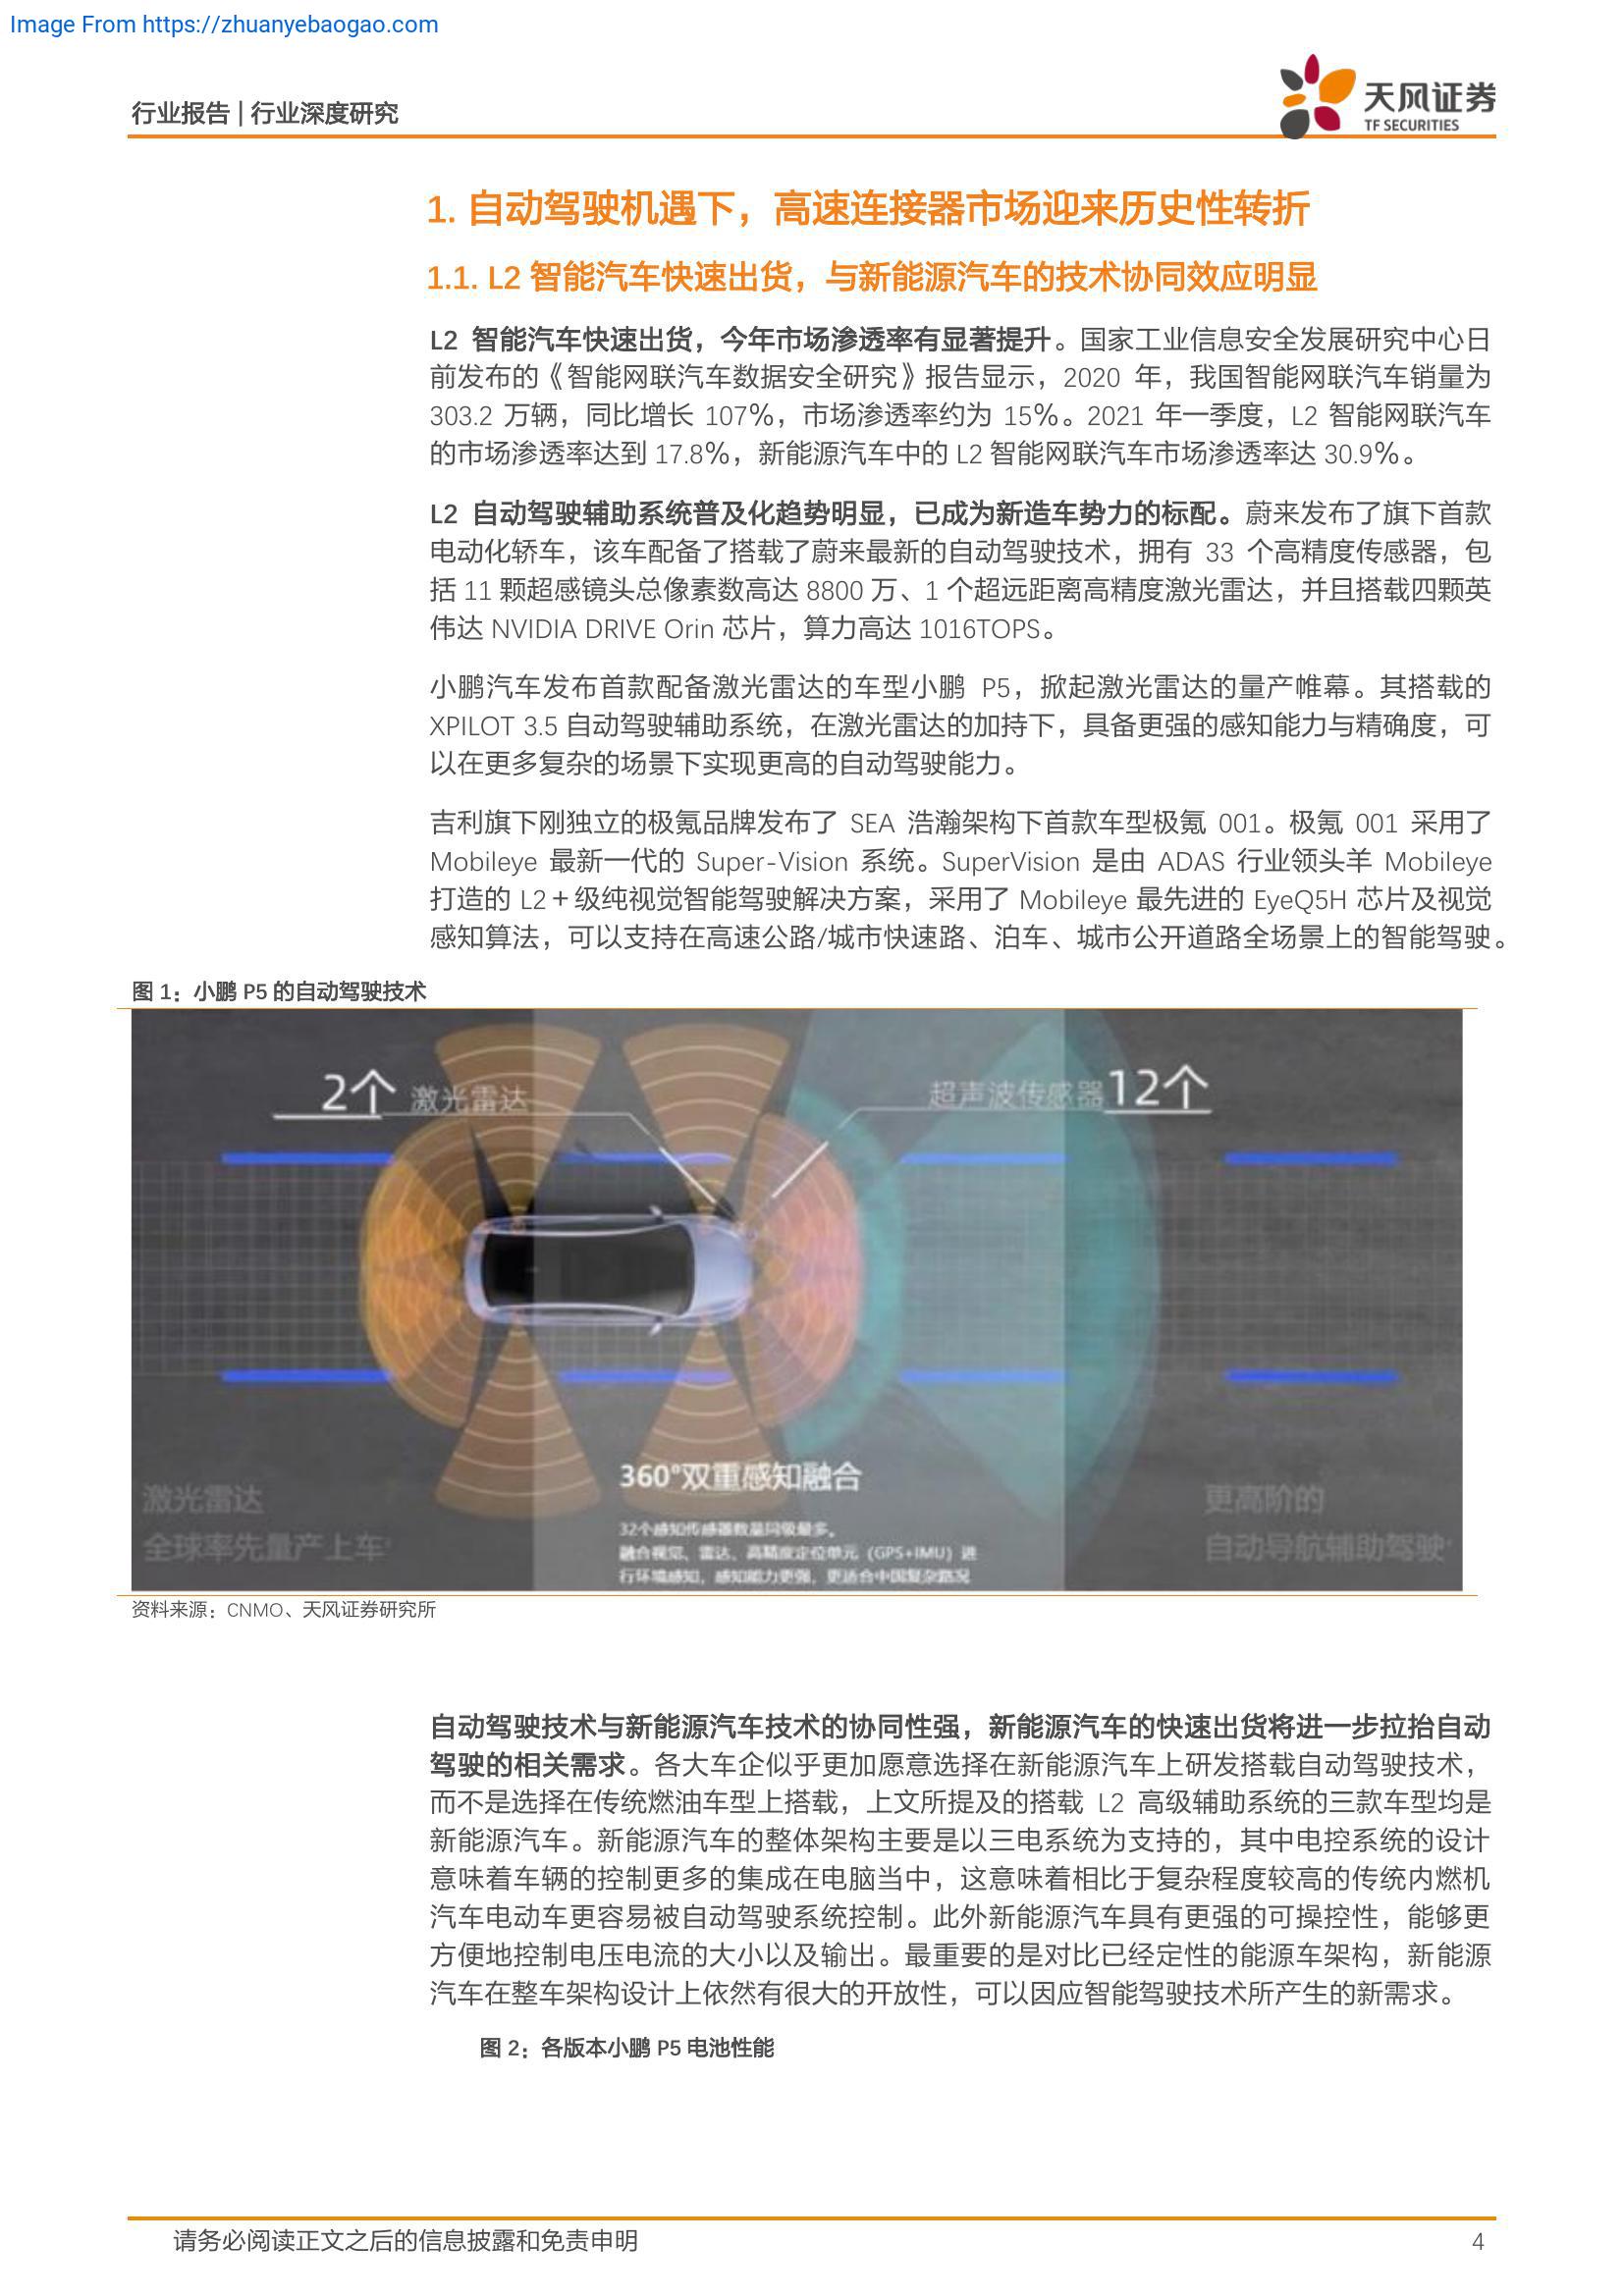 Image From https://zhuanyebaogao.com
行业报告 | 行业深度研究
天风证券
TF SECURITIES
1. 自动驾驶机遇下，高速连接器市场迎来历史性转折
1.1. L2 智能汽车快速出货，与新能源汽车的技术协同效应明显
L2 智能汽车快速出货，今年市场渗透率有显著提升。国家工业信息安全发展研究中心日
前发布的《智能网联汽车数据安全研究》报告显示，2020 年，我国智能网联汽车销量为
303.2 万辆，同比增长 107%，市场渗透率约为 15%。2021 年一季度，L2 智能网联汽车
的市场渗透率达到 17.8%，新能源汽车中的 L2 智能网联汽车市场渗透率达 30.9%。
L2 自动驾驶辅助系统普及化趋势明显，已成为新造车势力的标配。蔚来发布了旗下首款
电动化轿车，该车配备了搭载了蔚来最新的自动驾驶技术，拥有 33 个高精度传感器，包
括 11 颗超感镜头总像素数高达 8800 万、1 个超远距离高精度激光雷达，并且搭载四颗英
伟达 NVIDIA DRIVE Orin 芯片，算力高达 1016TOPS。
小鹏汽车发布首款配备激光雷达的车型小鹏 P5，掀起激光雷达的量产帷幕。其搭载的
XPILOT 3.5 自动驾驶辅助系统，在激光雷达的加持下，具备更强的感知能力与精确度，可
以在更多复杂的场景下实现更高的自动驾驶能力。
吉利旗下刚独立的极氪品牌发布了 SEA 浩瀚架构下首款车型极氪 001。极氪 001 采用了
Mobileye 最新一代的 Super-Vision 系统。SuperVision 是由 ADAS 行业领头羊 Mobileye
打造的 L2＋级纯视觉智能驾驶解决方案，采用了 Mobileye 最先进的 EyeQ5H 芯片及视觉
感知算法，可以支持在高速公路/城市快速路、泊车、城市公开道路全场景上的智能驾驶。
图 1：小鹏 P5 的自动驾驶技术
2个 激光雷达
超声波传感器12个
激光雷达
全球率先量产上车
360°双重感知融合
32个感知传感器数量同级最多。
融合视觉、雷达、高精度定位单元（GPS+IMU）进
行环境感知，感知能力更强，更适合中国复杂路况
更高阶的
自动导航辅助驾驶
资料来源：CNMO、天风证券研究所
自动驾驶技术与新能源汽车技术的协同性强，新能源汽车的快速出货将进一步拉抬自动
驾驶的相关需求。各大车企似乎更加愿意选择在新能源汽车上研发搭载自动驾驶技术，
而不是选择在传统燃油车型上搭载，上文所提及的搭载 L2 高级辅助系统的三款车型均是
新能源汽车。新能源汽车的整体架构主要是以三电系统为支持的，其中电控系统的设计
意味着车辆的控制更多的集成在电脑当中，这意味着相比于复杂程度较高的传统内燃机
汽车电动车更容易被自动驾驶系统控制。此外新能源汽车具有更强的可操控性，能够更
方便地控制电压电流的大小以及输出。最重要的是对比已经定性的能源车架构，新能源
汽车在整车架构设计上依然有很大的开放性，可以因应智能驾驶技术所产生的新需求。
图 2：各版本小鹏 P5 电池性能
请务必阅读正文之后的信息披露和免责申明
4